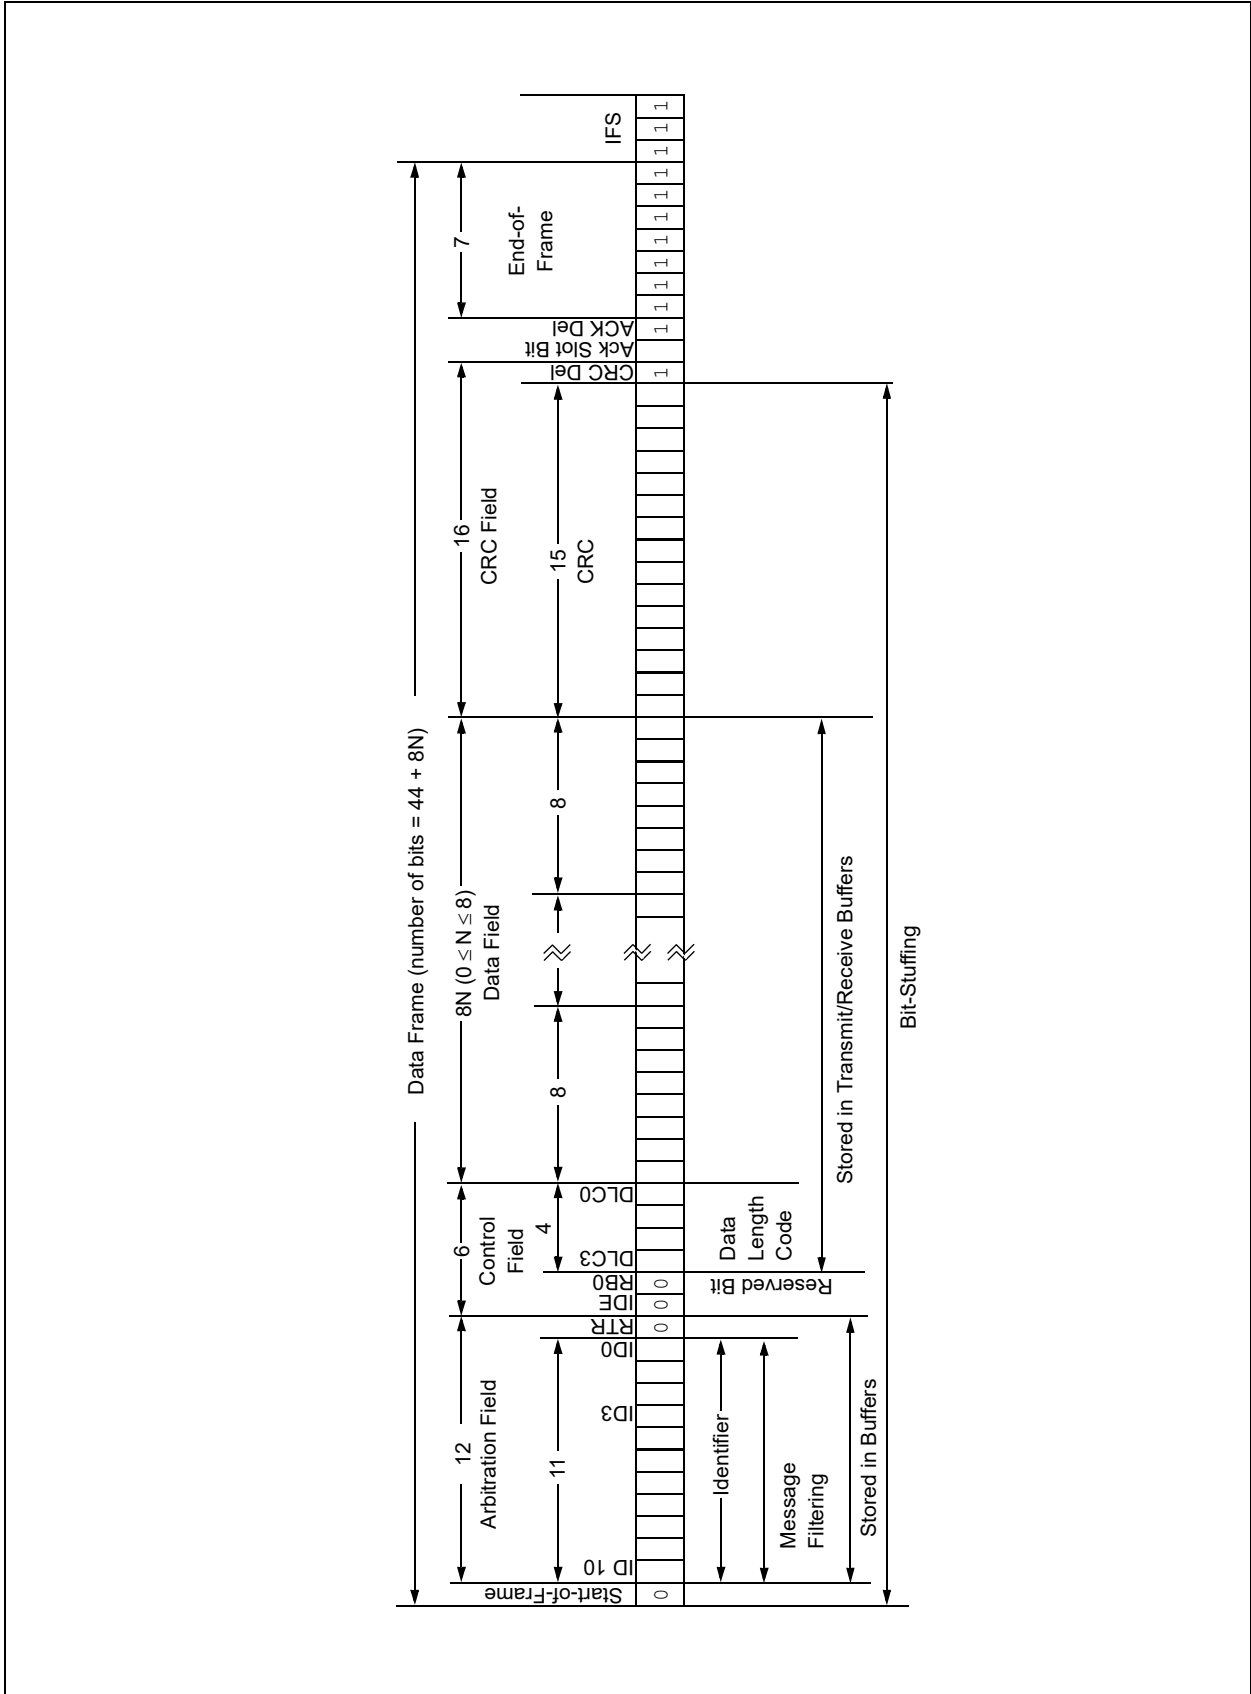 Data Frame (number of bits = 44 + 8N)
12
Arbitration Field
6
Control
Field
8N (0 ≤ N ≤ 8)
Data Field
16
CRC Field
7
End-of-
Frame
IFS
11
4
8
8
15
CRC
Start-of-Frame
ID 10
ID3
ID0
RTR
IDE
RB0
DLC3
DLC0
CRC Del
Ack Slot Bit
ACK Del
0
0
0
0
1
1
1
1
1
1
1
1
1
1
1
1
Identifier
Message
Filtering
Stored in Buffers
Reserved Bit
Data
Length
Code
Stored in Transmit/Receive Buffers
Bit-Stuffing